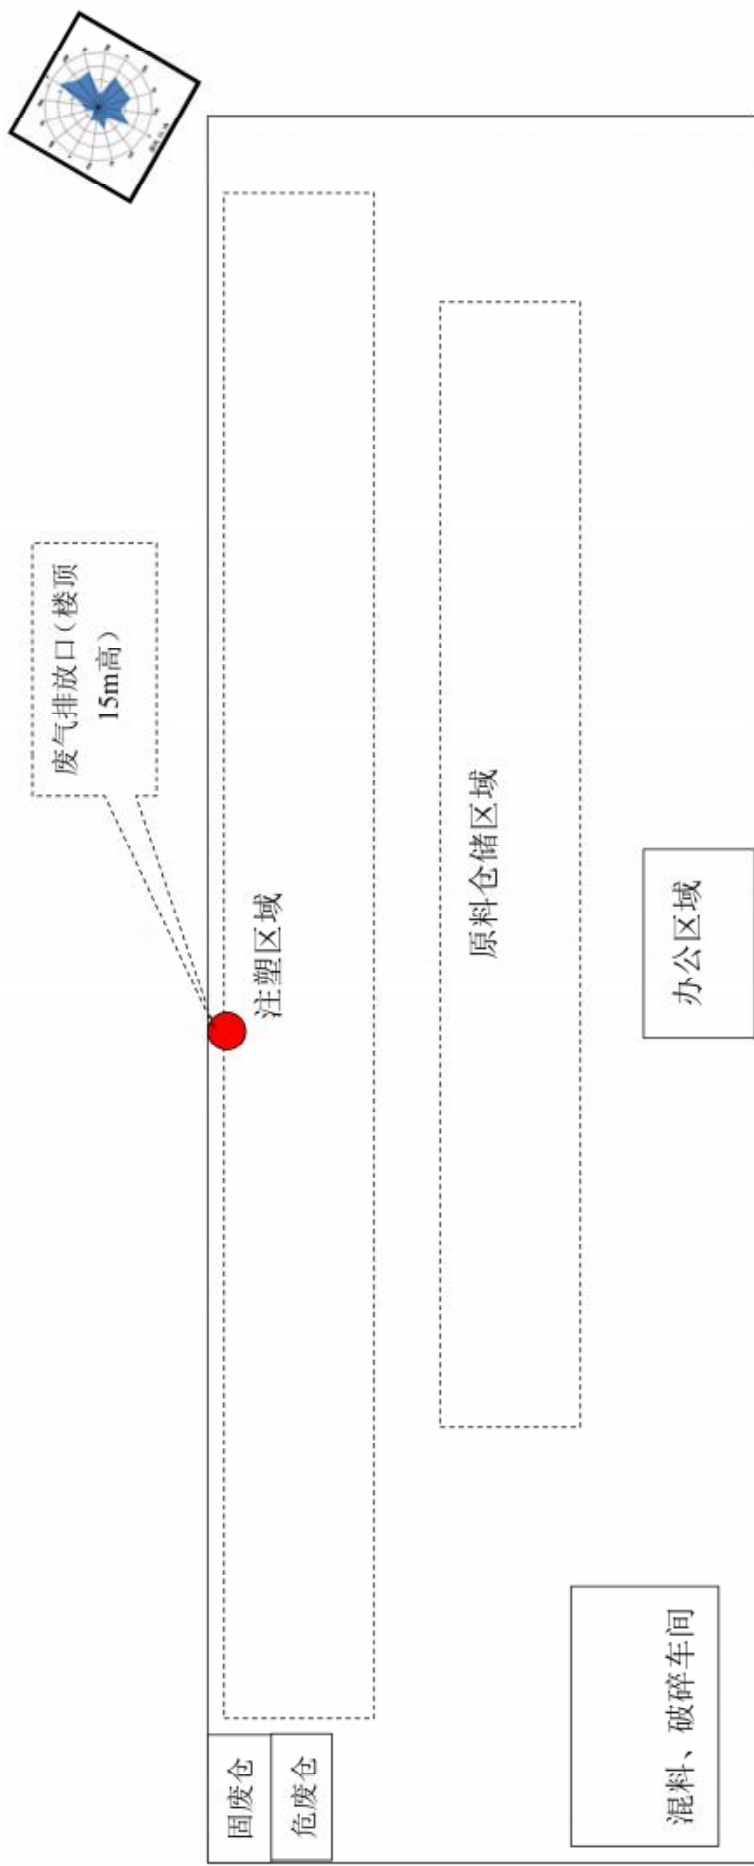 废气排放口（楼顶
15m高）
注塑区域
原料仓储区域
办公区域
固废仓
危废仓
混料、破碎车间